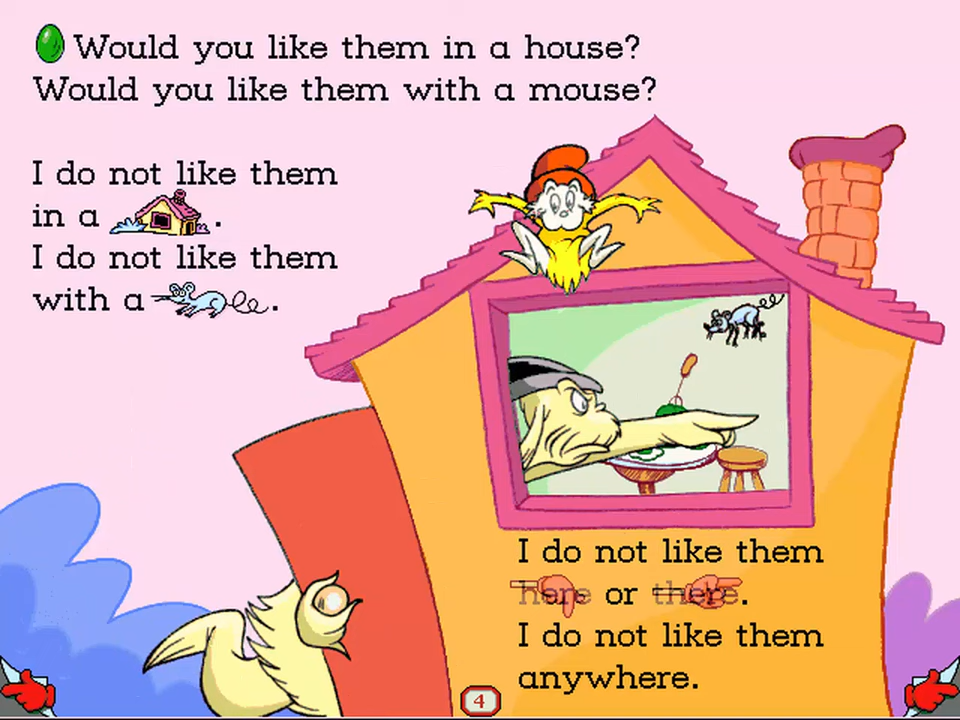 Would you like them in a house?
Would you like them with a mouse?
I do not like them
in a .
I do not like them
with a .
I do not like them
here or there.
I do not like them
anywhere.
4